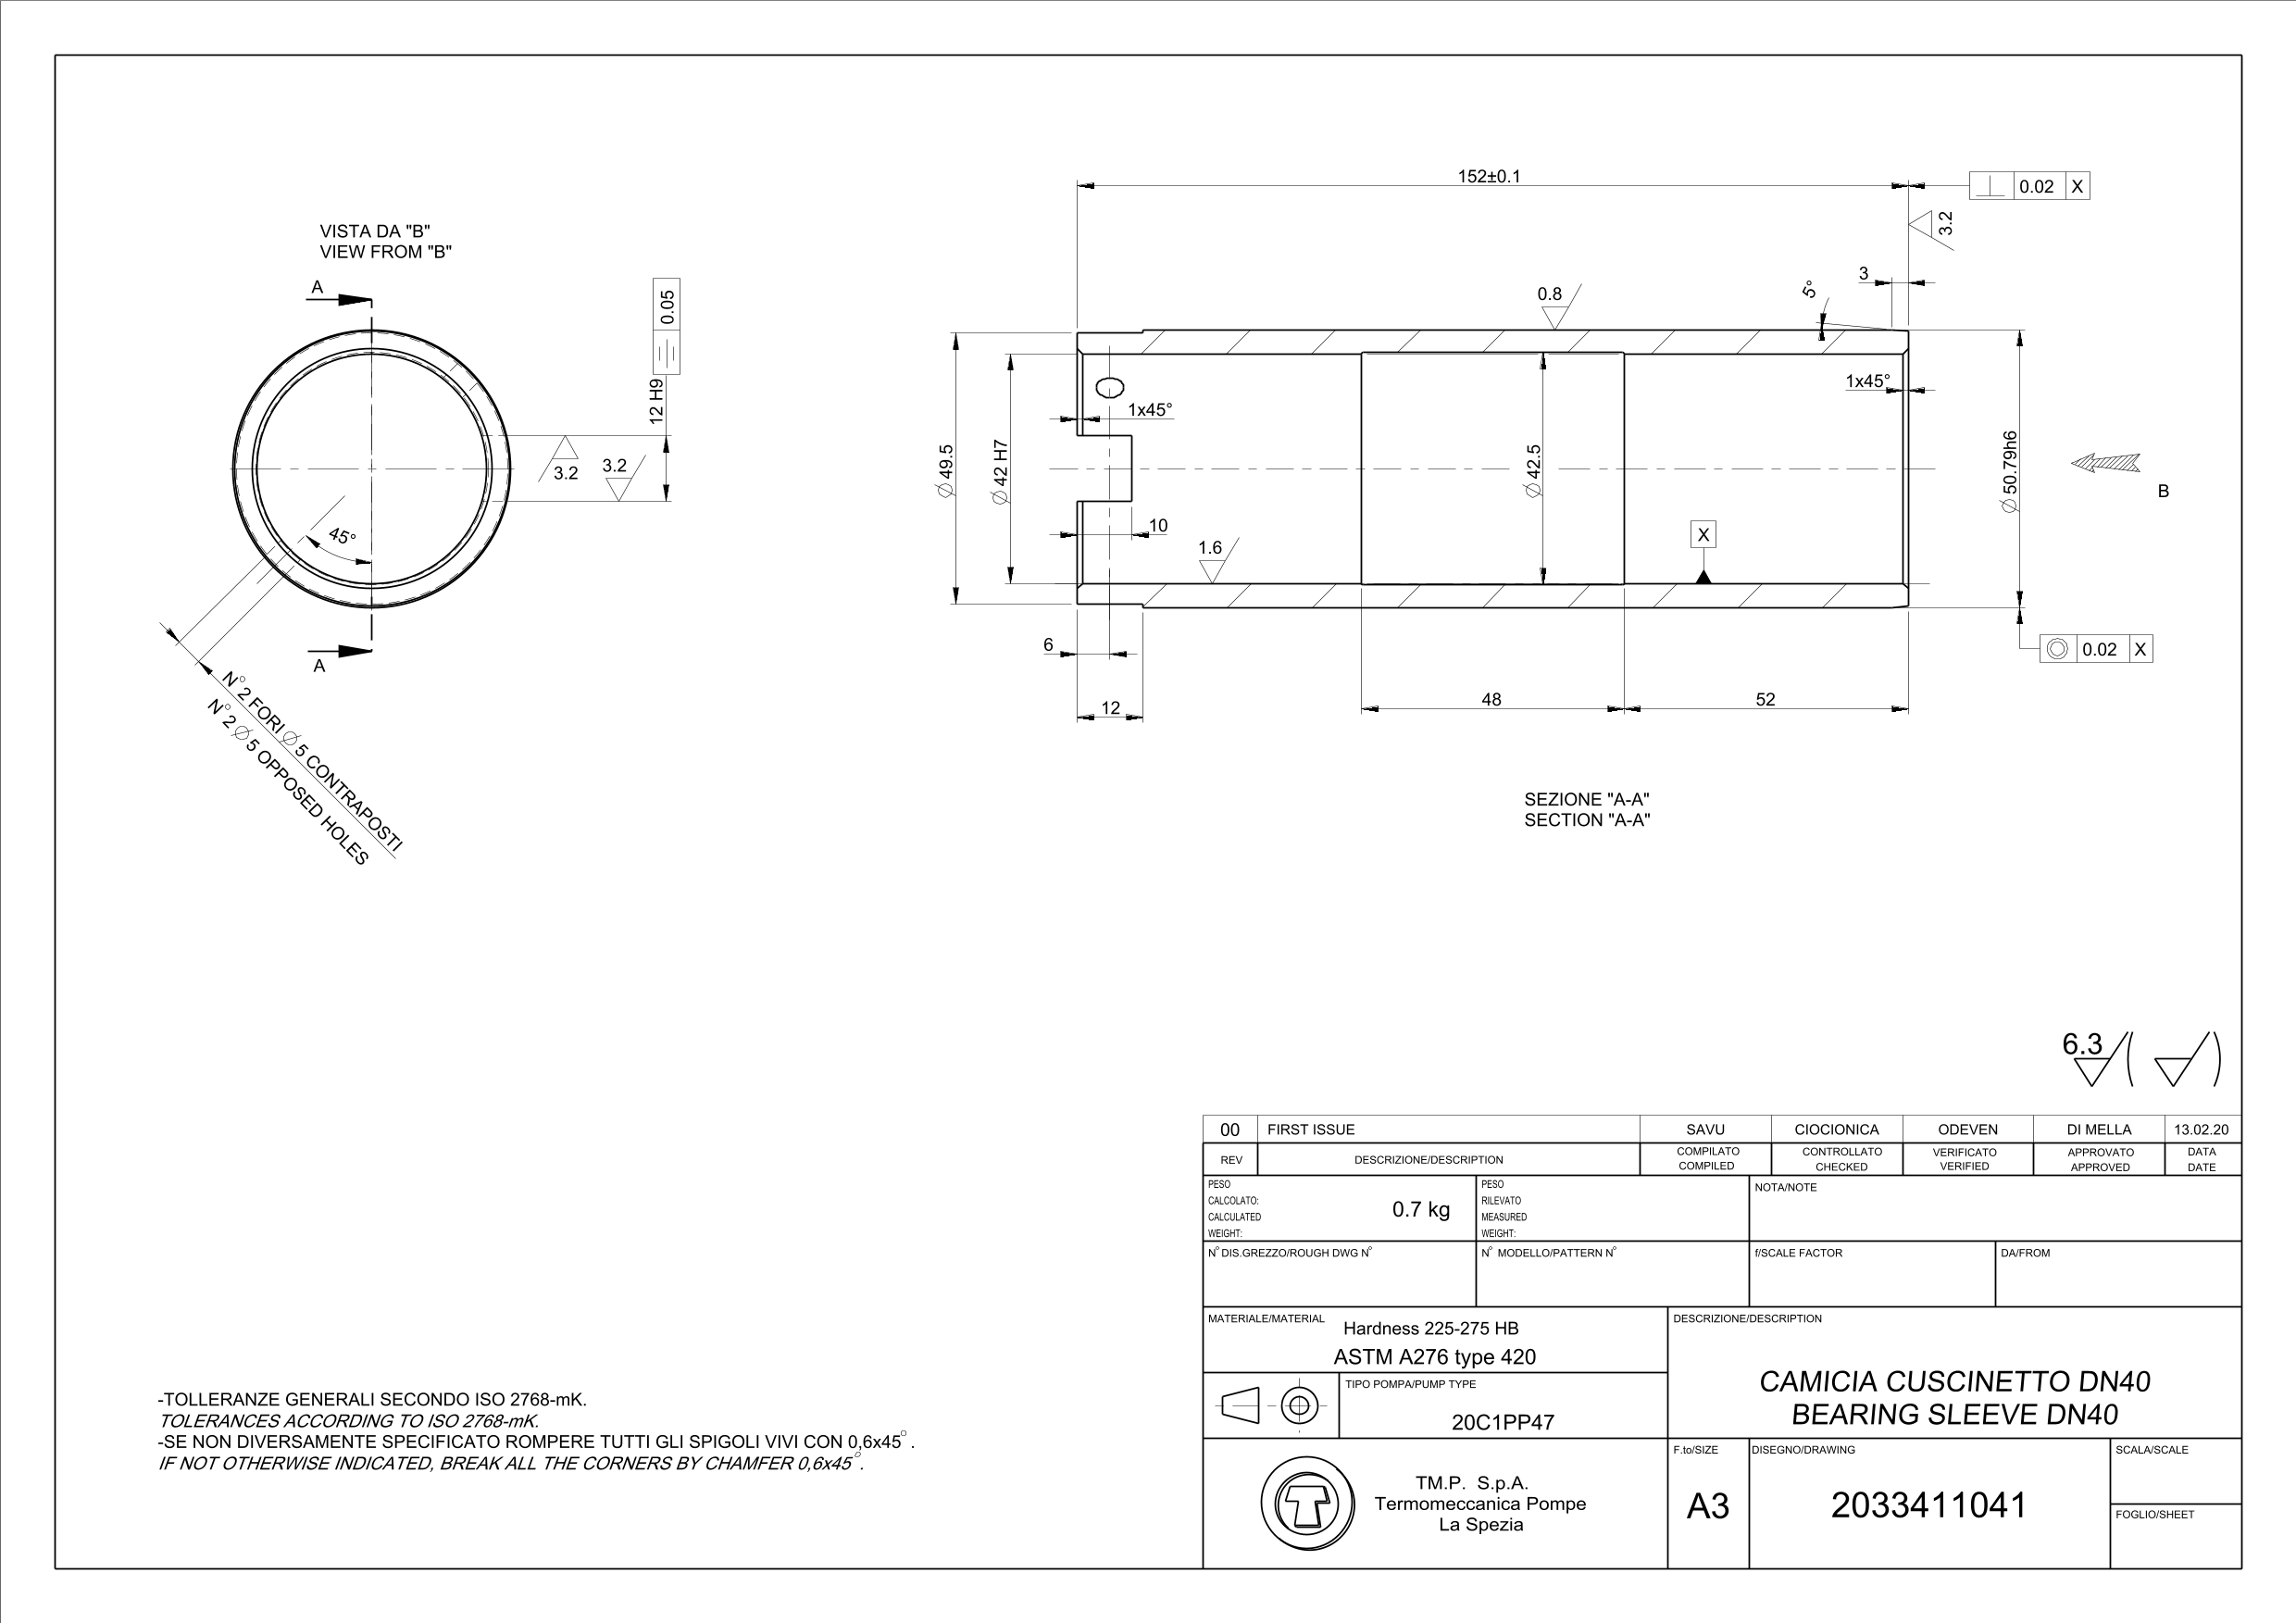 VISTA DA "B"
VIEW FROM "B"
A
A
0.05
12 H9
3.2
3.2
45°
N° 2 FORI ∅ 5 CONTRAPOSTI
N° 2 ∅ 5 OPPOSED HOLES
152±0.1
0.02 X
3.2
3
5°
0.8
1x45°
1x45°
∅ 49.5
∅ 42 H7
∅ 42.5
∅ 50.79h6
B
10
1.6
X
6
12
48
52
0.02 X
SEZIONE "A-A"
SECTION "A-A"
6.3
00 FIRST ISSUE SAVU CIOCIONICA ODEVEN DI MELLA 13.02.20
REV DESCRIZIONE/DESCRIPTION
COMPILATO
COMPILED
CONTROLLATO
CHECKED
VERIFICATO
VERIFIED
APPROVATO
APPROVED
DATA
DATE
PESO
CALCOLATO:
CALCULATED
WEIGHT:
0.7 kg
PESO
RILEVATO
MEASURED
WEIGHT:
NOTA/NOTE
N° DIS.GREZZO/ROUGH DWG N°
N° MODELLO/PATTERN N°
f/SCALE FACTOR
DA/FROM
MATERIALE/MATERIAL
Hardness 225-275 HB
ASTM A276 type 420
DESCRIZIONE/DESCRIPTION
CAMICIA CUSCINETTO DN40
BEARING SLEEVE DN40
TIPO POMPA/PUMP TYPE
20C1PP47
TM.P. S.p.A.
Termomeccanica Pompe
La Spezia
F.to/SIZE
A3
DISEGNO/DRAWING
2033411041
SCALA/SCALE
FOGLIO/SHEET
-TOLLERANZE GENERALI SECONDO ISO 2768-mK.
TOLERANCES ACCORDING TO ISO 2768-mK.
-SE NON DIVERSAMENTE SPECIFICATO ROMPERE TUTTI GLI SPIGOLI VIVI CON 0,6x45° .
IF NOT OTHERWISE INDICATED, BREAK ALL THE CORNERS BY CHAMFER 0,6x45°.